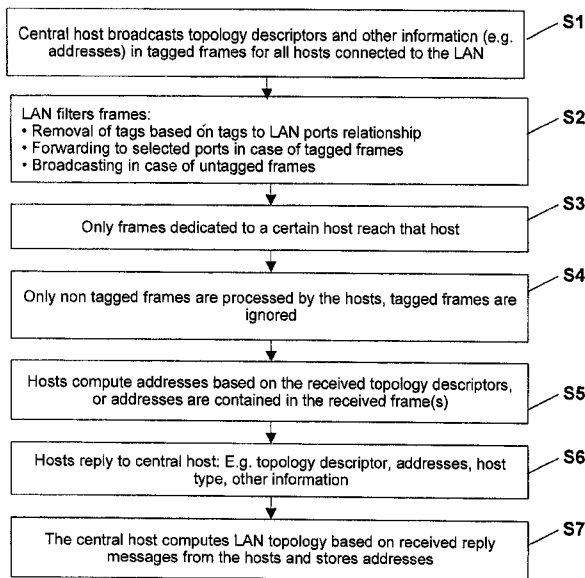 S1
Central host broadcasts topology descriptors and other information (e.g.
addresses) in tagged frames for all hosts connected to the LAN
S2
LAN filters frames:
• Removal of tags based on tags to LAN ports relationship
• Forwarding to selected ports in case of tagged frames
• Broadcasting in case of untagged frames
S3
Only frames dedicated to a certain host reach that host
S4
Only non tagged frames are processed by the hosts, tagged frames are
ignored
Hosts compute addresses based on the received topology descriptors,
or addresses are contained in the received frame(s)
S5
Hosts reply to central host: E.g. topology descriptor, addresses, host
type, other information
S6
S7
The central host computes LAN topology based on received reply
messages from the hosts and stores addresses